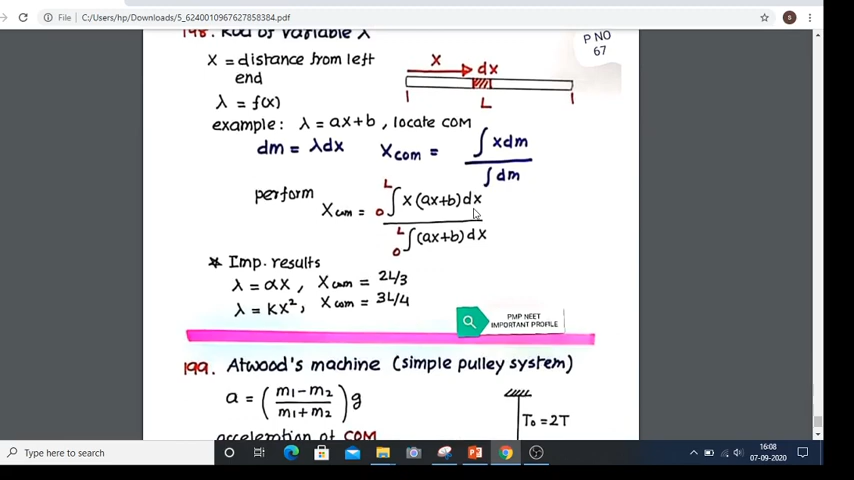 File
C:/Users/hp/Downloads/5_6240010967627858384.pdf
198. Rod of variable λ
P NO
67
X = distance from left
end
X
dx
L
λ = f(x)
example: λ = ax+b , locate COM
dm = λdx
Xcom = ∫xdm / ∫dm
perform
Xcom = 0∫L x(ax+b)dx / 0∫L (ax+b)dx
* Imp. results
λ = αX , Xcom = 2L/3
λ = Kx², Xcom = 3L/4
PMP NEET
IMPORTANT PROFILE
199. Atwood's machine (simple pulley system)
a = (m1-m2 / m1+m2) g
T0 = 2T
acceleration of COM
Type here to search
16:08
07-09-2020